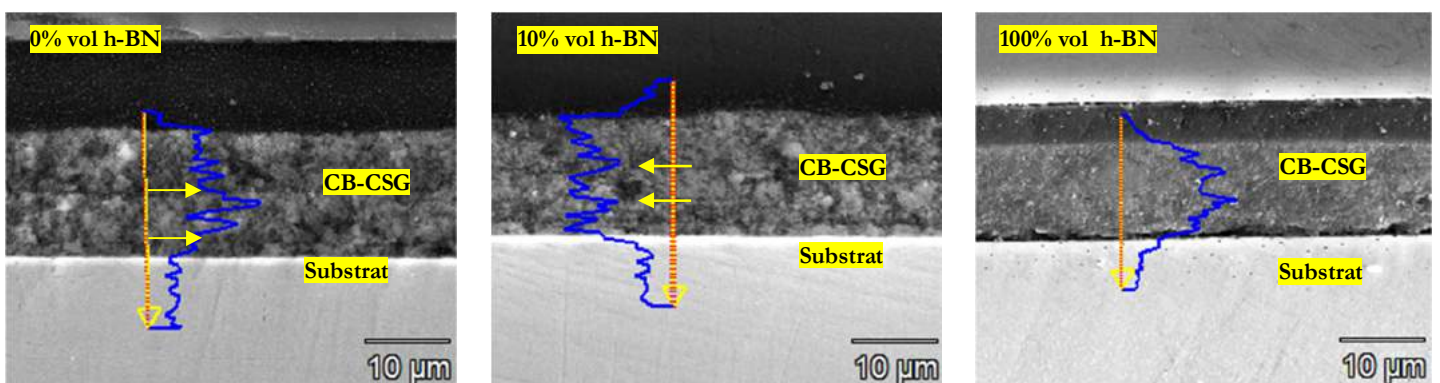 0% vol h-BN
CB-CSG
Substrat
10 µm
10% vol h-BN
CB-CSG
Substrat
10 µm
100% vol h-BN
CB-CSG
Substrat
10 µm